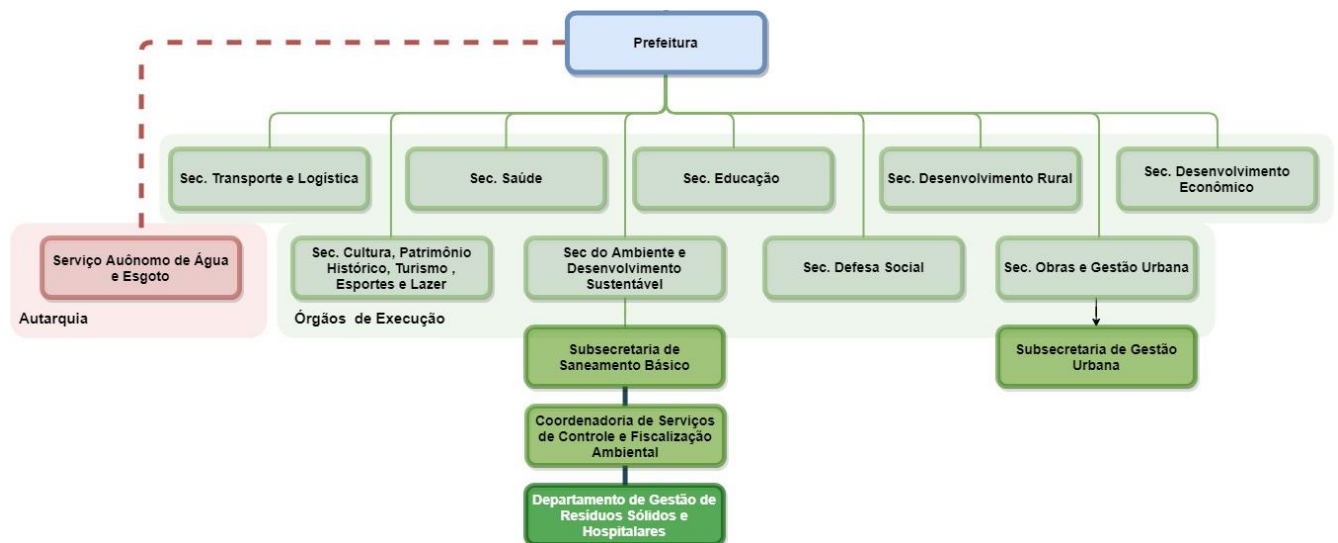 Prefeitura
Sec. Transporte e Logística
Sec. Saúde
Sec. Educação
Sec. Desenvolvimento Rural
Sec. Desenvolvimento
Econômico
Serviço Auônomo de Água
e Esgoto
Autarquia
Sec. Cultura, Patrimônio
Histórico, Turismo ,
Esportes e Lazer
Sec do Ambiente e
Desenvolvimento
Sustentável
Sec. Defesa Social
Sec. Obras e Gestão Urbana
Órgãos de Execução
Subsecretaria de
Saneamento Básico
Subsecretaria de Gestão
Urbana
Coordenadoria de Serviços
de Controle e Fiscalização
Ambiental
Departamento de Gestão de
Resíduos Sólidos e
Hospitalares